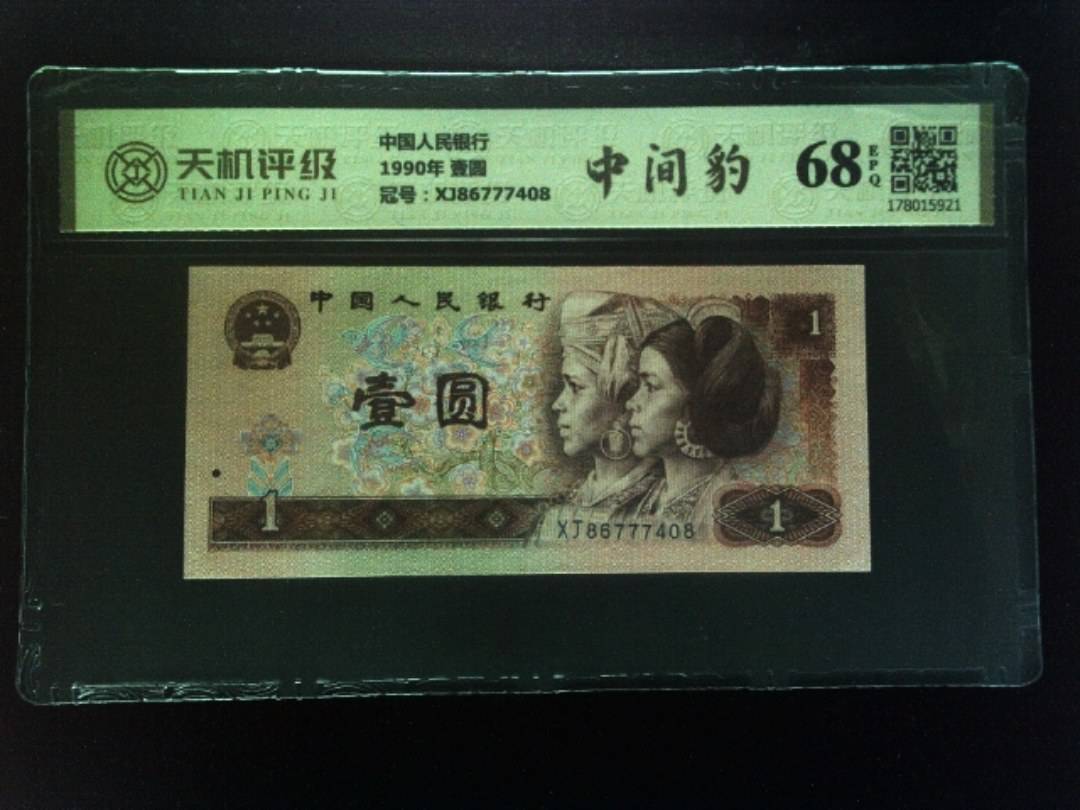 天机评级
TIAN JI PING JI
中国人民银行
1990年 壹圆
冠号：XJ86777408
中间豹
68
EPQ
178015921
中国人民银行
1
壹圆
1
XJ86777408
1